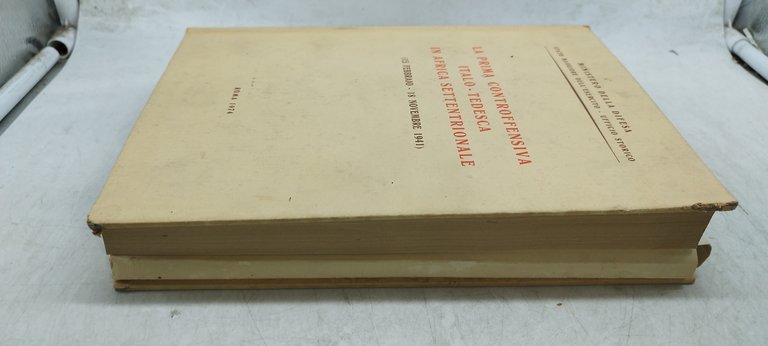 MINISTERO DELLA DIFESA
STATO MAGGIORE DELL'ESERCITO - UFFICIO STORICO
LA PRIMA CONTROFFENSIVA
ITALO-TEDESCA
IN AFRICA SETTENTRIONALE
(15 FEBBRAIO - 18 NOVEMBRE 1941)
ROMA 1974